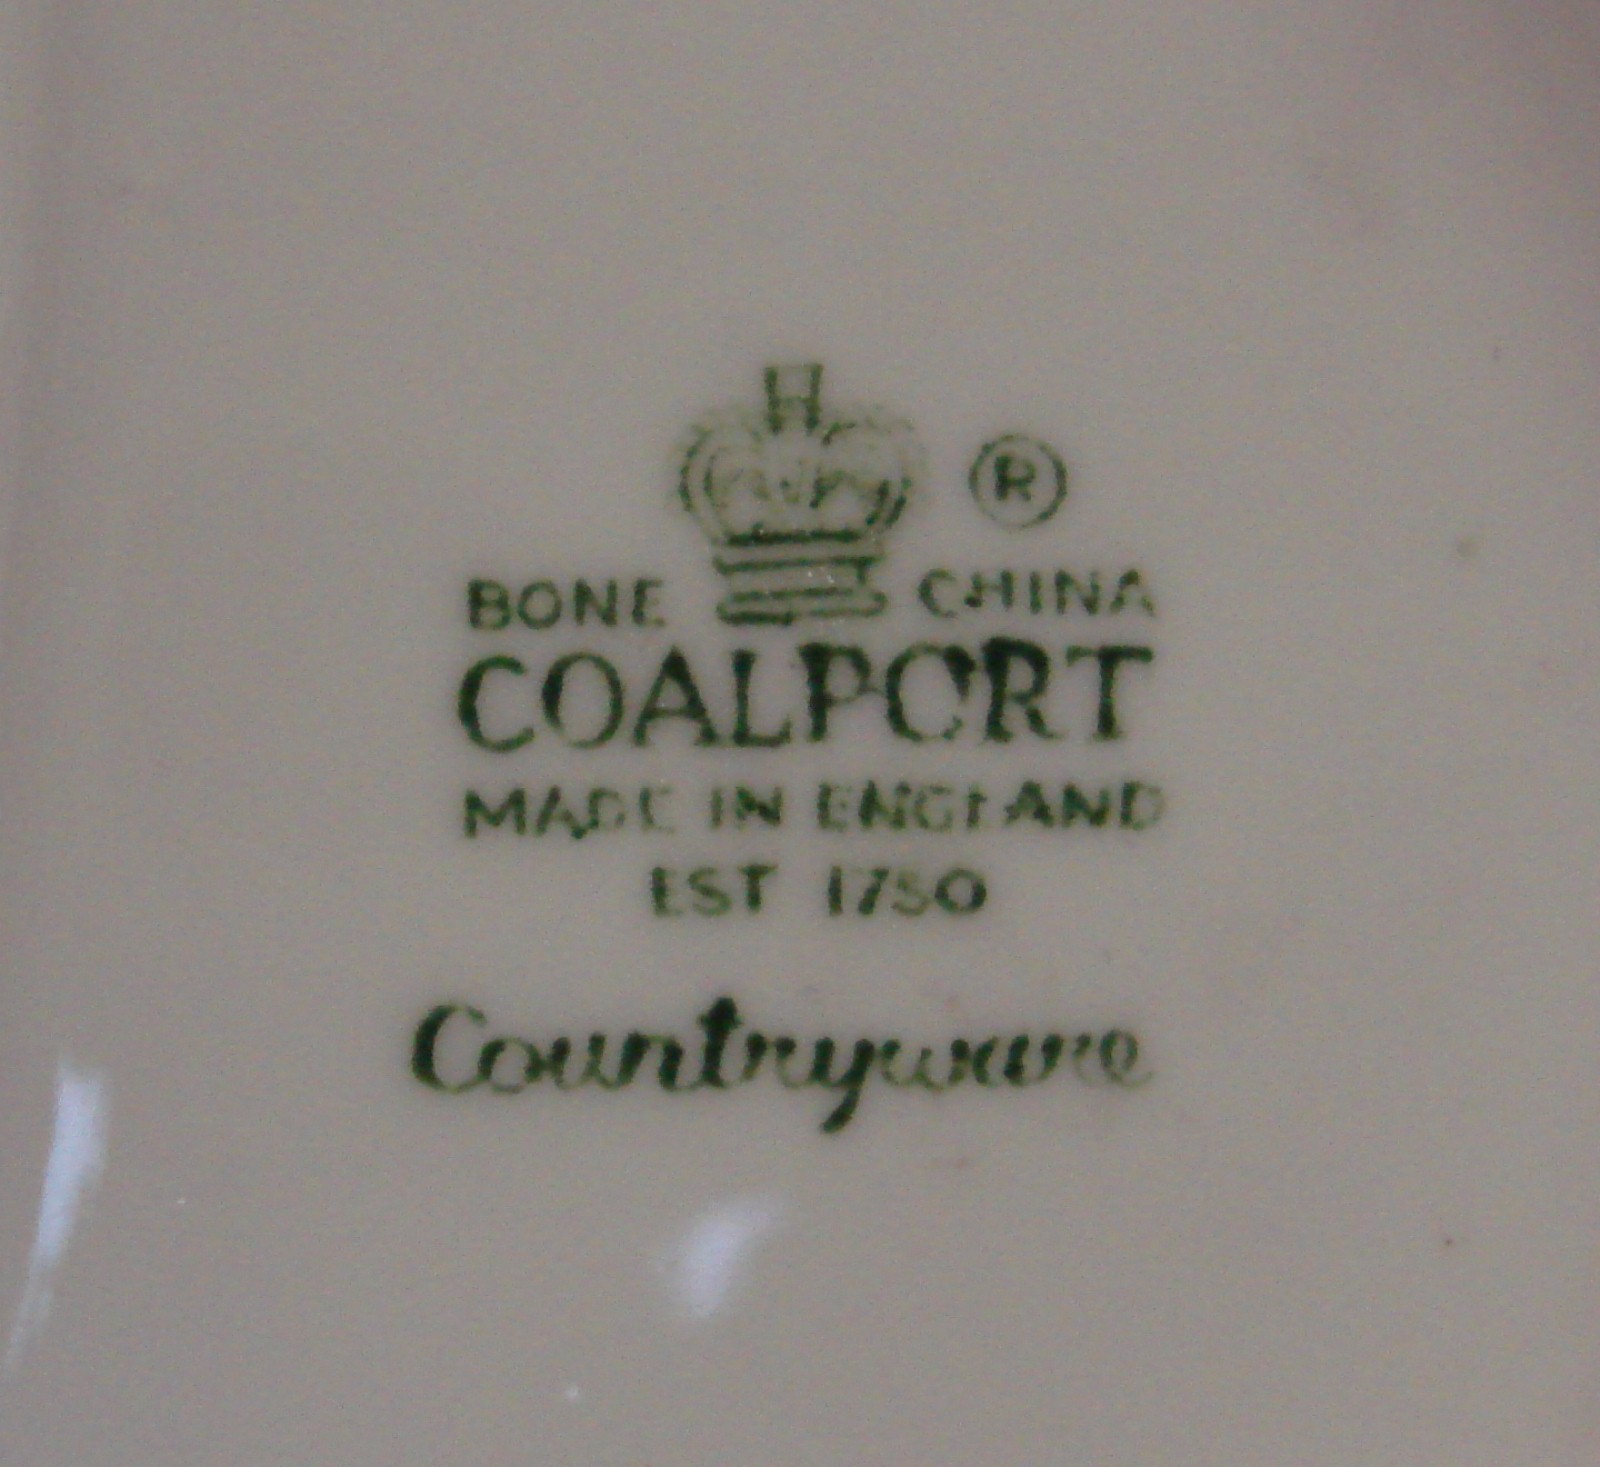 ®
BONE CHINA
COALPORT
MADE IN ENGLAND
EST 1750
Countryware